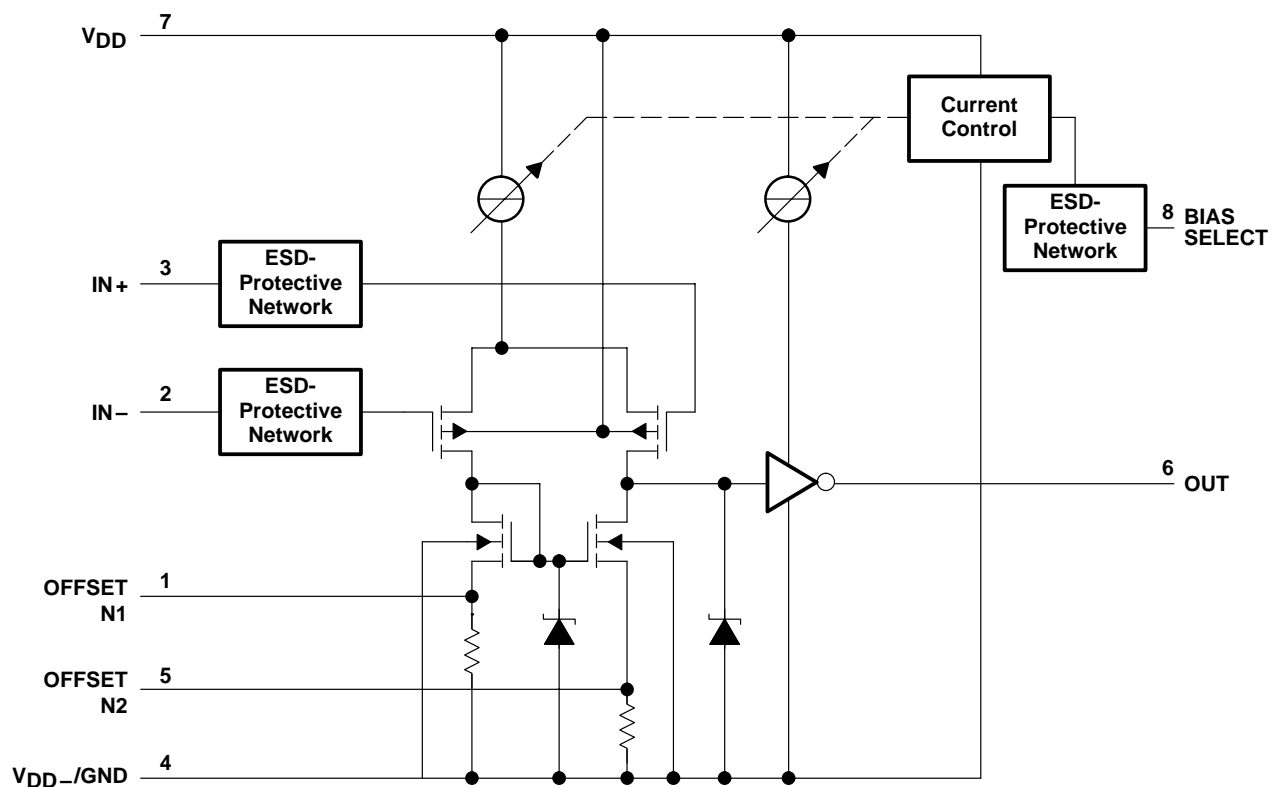 7
VDD
Current
Control
ESD-
Protective
Network
8
BIAS
SELECT
3
IN+
ESD-
Protective
Network
2
IN−
ESD-
Protective
Network
6
OUT
1
OFFSET
N1
5
OFFSET
N2
4
VDD−/GND